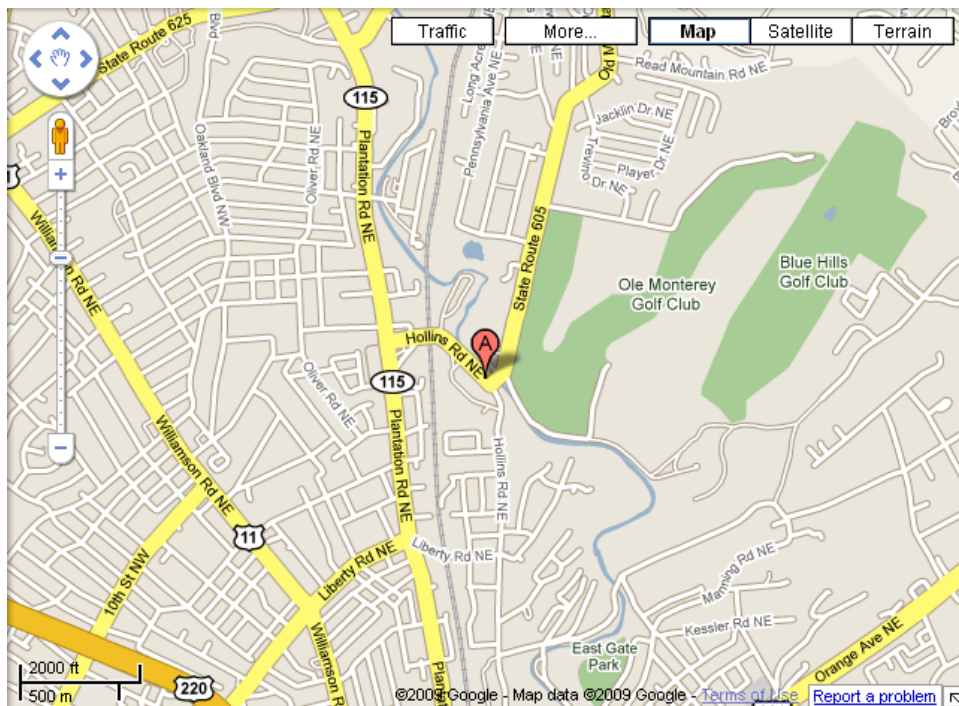 Traffic
More...
Map
Satellite
Terrain
State Route 625
Blvd
Long Acre
Pennsylvania Ave NE
Old M
Read Mountain Rd NE
115
Jacklin Dr NE
Trevino
Dr NE
Player Dr NE
Oakland Blvd NW
Oliver Rd NE
Plantation Rd NE
Williamson Rd NE
State Route 605
Ole Monterey
Golf Club
Blue Hills
Golf Club
Hollins Rd NE
A
115
Oliver Rd NE
Plantation Rd NE
Hollins Rd NE
Williamson Rd NE
11
Liberty Rd NE
Liberty Rd NE
10th St NW
Manning Rd NE
Kessler Rd NE
East Gate
Park
Orange Ave NE
Williamson R
Plantati
220
2000 ft
500 m
©2009 Google - Map data ©2009 Google - Terms of Use
Report a problem